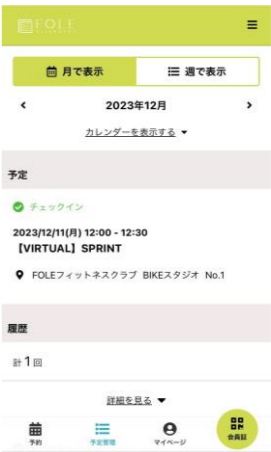 FOLE
月で表示
週で表示
2023年12月
カレンダーを表示する
予定
チェックイン
2023/12/11(月) 12:00 - 12:30
【VIRTUAL】SPRINT
FOLEフィットネスクラブ BIKEスタジオ No.1
履歴
計1回
詳細を見る
予約
予定管理
マイページ
会員証